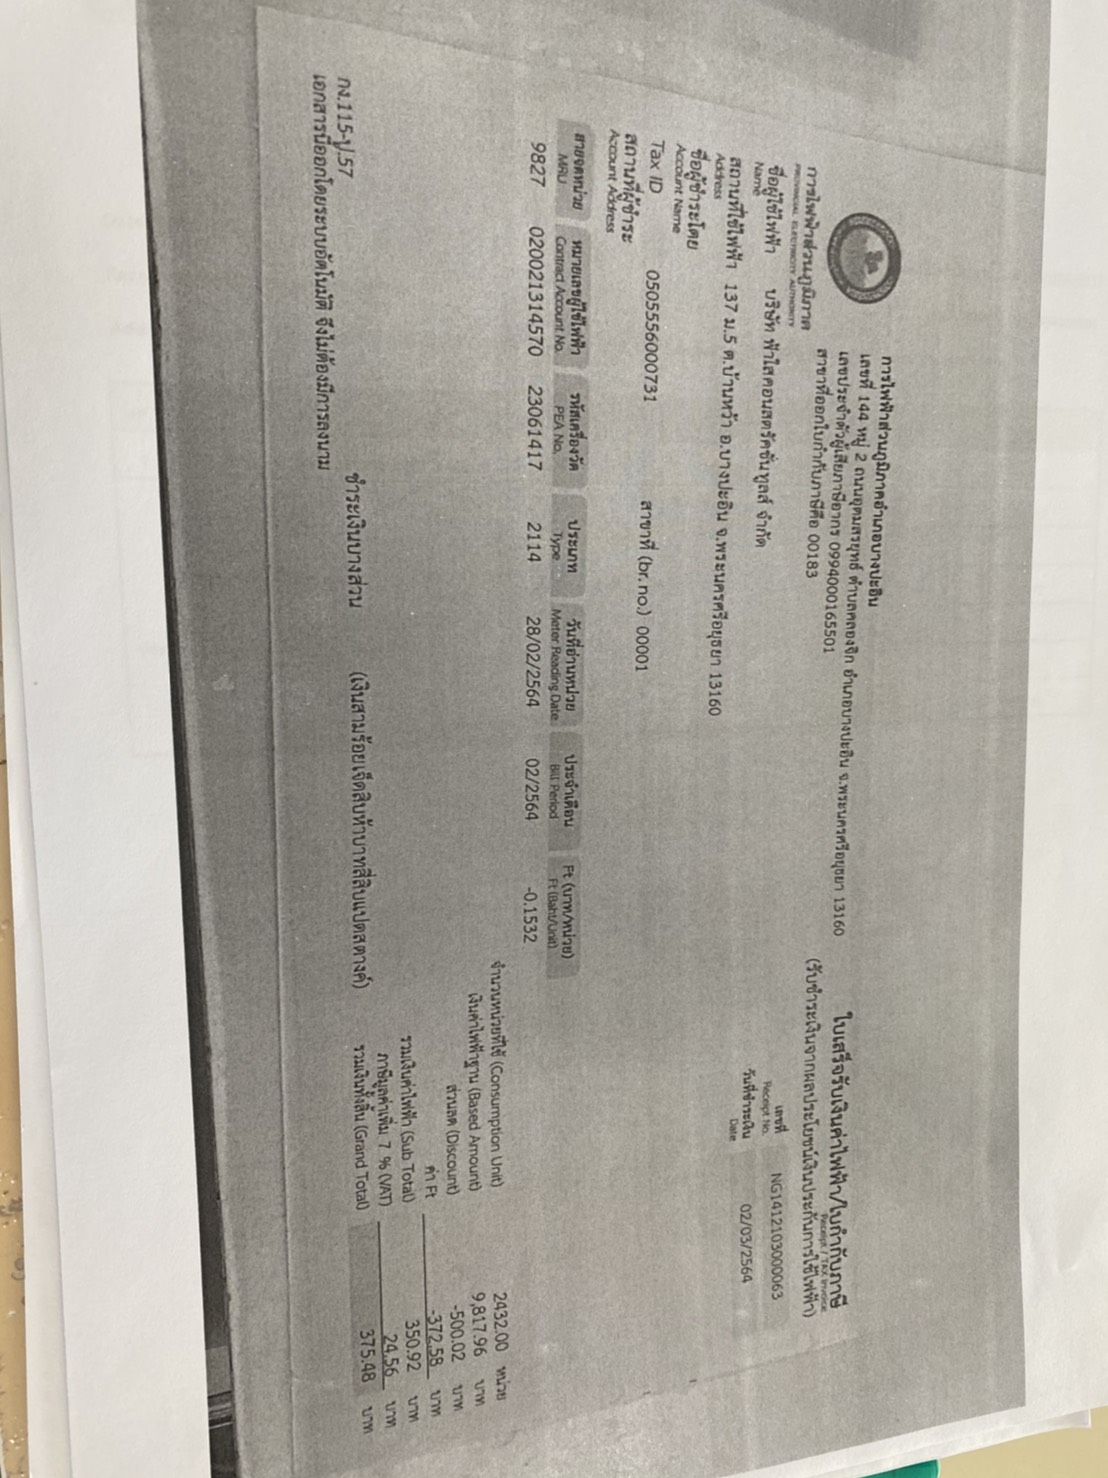 การไฟฟ้าส่วนภูมิภาค
PROVINCIAL ELECTRICITY AUTHORITY
การไฟฟ้าส่วนภูมิภาคอำเภอบางปะอิน
เลขที่ 144 หมู่ 2 ถนนอุดมสรยุทธ์ ตำบลคลองจิก อำเภอบางปะอิน จ.พระนครศรีอยุธยา 13160
เลขประจำตัวผู้เสียภาษีอากร 0994000165501
สาขาที่ออกใบกำกับภาษีคือ 00183
ใบเสร็จรับเงินค่าไฟฟ้า/ใบกำกับภาษี
Receipt / TAX Invoice
(รับชำระเงินจากผลประโยชน์เงินประกันการใช้ไฟฟ้า)
ชื่อผู้ใช้ไฟฟ้า บริษัท ฟ้าใสคอนสตรัคชั่นทูลส์ จำกัด
Name
เลขที่ NG1412103000063
Receipt No.
สถานที่ใช้ไฟฟ้า 137 ม.5 ต.บ้านหว้า อ.บางปะอิน จ.พระนครศรีอยุธยา 13160
Address
วันที่ชำระเงิน 02/03/2564
Date
ชื่อผู้ชำระโดย
Account Name
Tax ID 0505556000731 สาขาที่ (br.no.) 00001
สถานที่ผู้ชำระ
Account Address
สายจดหน่วย หมายเลขผู้ใช้ไฟฟ้า รหัสเครื่องวัด ประเภท วันที่อ่านหน่วย ประจำเดือน Ft (บาท/หน่วย)
MRU Contract Account No. PEA No. Type Meter Reading Date Bill Period Ft (Baht/Unit)
9827 020021314570 23061417 2114 28/02/2564 02/2564 -0.1532
จำนวนหน่วยที่ใช้ (Consumption Unit) 2432.00 หน่วย
เงินค่าไฟฟ้าฐาน (Based Amount) 9,817.96 บาท
ส่วนลด (Discount) -500.02 บาท
ค่า Ft -372.58 บาท
รวมเงินค่าไฟฟ้า (Sub Total) 350.92 บาท
ภาษีมูลค่าเพิ่ม 7 % (VAT) 24.56 บาท
ชำระเงินบางส่วน (เงินสามร้อยเจ็ดสิบห้าบาทสี่สิบแปดสตางค์) รวมเงินทั้งสิ้น (Grand Total) 375.48 บาท
กง.115-ป.57
เอกสารนี้ออกโดยระบบอัตโนมัติ จึงไม่ต้องมีการลงนาม